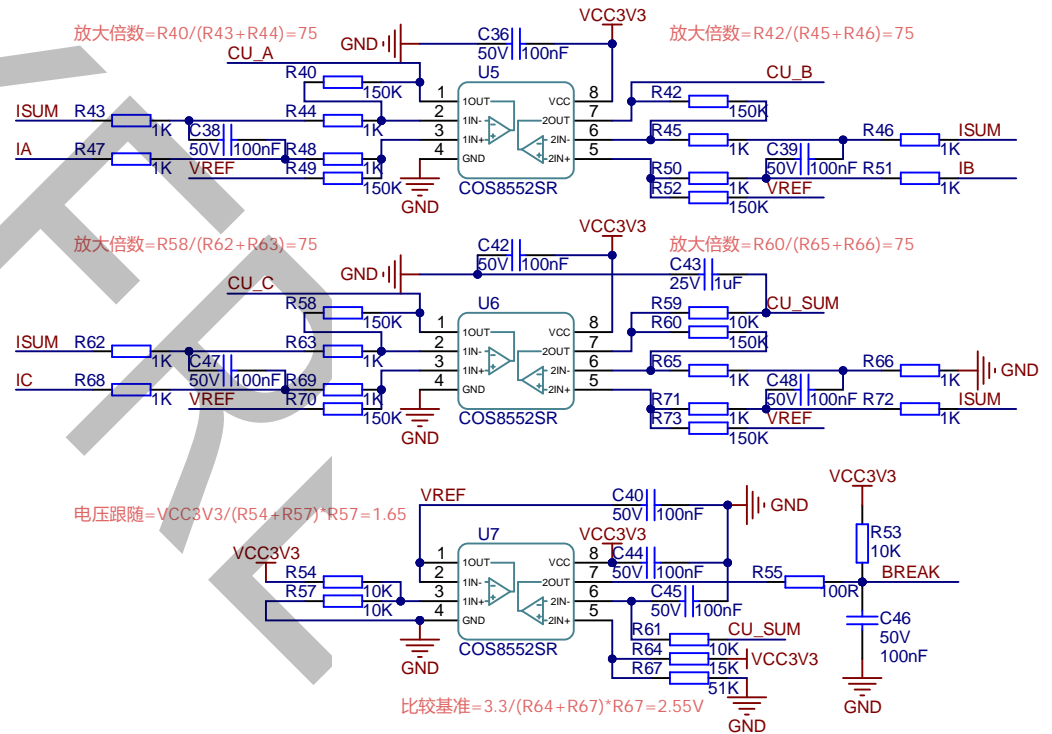 放大倍数=R40/(R43+R44)=75
GND
C36
50V 100nF
VCC3V3
放大倍数=R42/(R45+R46)=75
CU_A
R40
150K
U5
CU_B
R42
150K
ISUM R43
1K
R44
1K
C38
50V 100nF
IA R47
1K
R48
1K
VREF R49
150K
1 1OUT VCC 8
2 1IN- 2OUT 7
3 1IN+ 2IN- 6
4 GND 2IN+ 5
COS8552SR
GND
R45
1K
R46 ISUM
1K
C39
50V 100nF
R50
1K
R51 IB
1K
R52 VREF
150K
放大倍数=R58/(R62+R63)=75
GND
C42
50V 100nF
VCC3V3
放大倍数=R60/(R65+R66)=75
C43
25V 1uF
CU_C
R58
150K
U6
R59 CU_SUM
10K
R60
150K
ISUM R62
1K
R63
1K
C47
50V 100nF
IC R68
1K
R69
1K
VREF R70
150K
1 1OUT VCC 8
2 1IN- 2OUT 7
3 1IN+ 2IN- 6
4 GND 2IN+ 5
COS8552SR
GND
R65
1K
R66 GND
1K
C48
50V 100nF
R71
1K
R72 ISUM
1K
R73 VREF
150K
VREF
C40
50V 100nF
GND
VCC3V3
电压跟随=VCC3V3/(R54+R57)*R57=1.65
U7
VCC3V3
C44
50V 100nF
R53
10K
VCC3V3
R54
10K
R57
10K
1 1OUT VCC 8
2 1IN- 2OUT 7
3 1IN+ 2IN- 6
4 GND 2IN+ 5
COS8552SR
GND
R55
100R
BREAK
C45
50V 100nF
C46
50V
100nF
GND
R61 CU_SUM
10K
R64 VCC3V3
15K
R67
51K
GND
比较基准=3.3/(R64+R67)*R67=2.55V